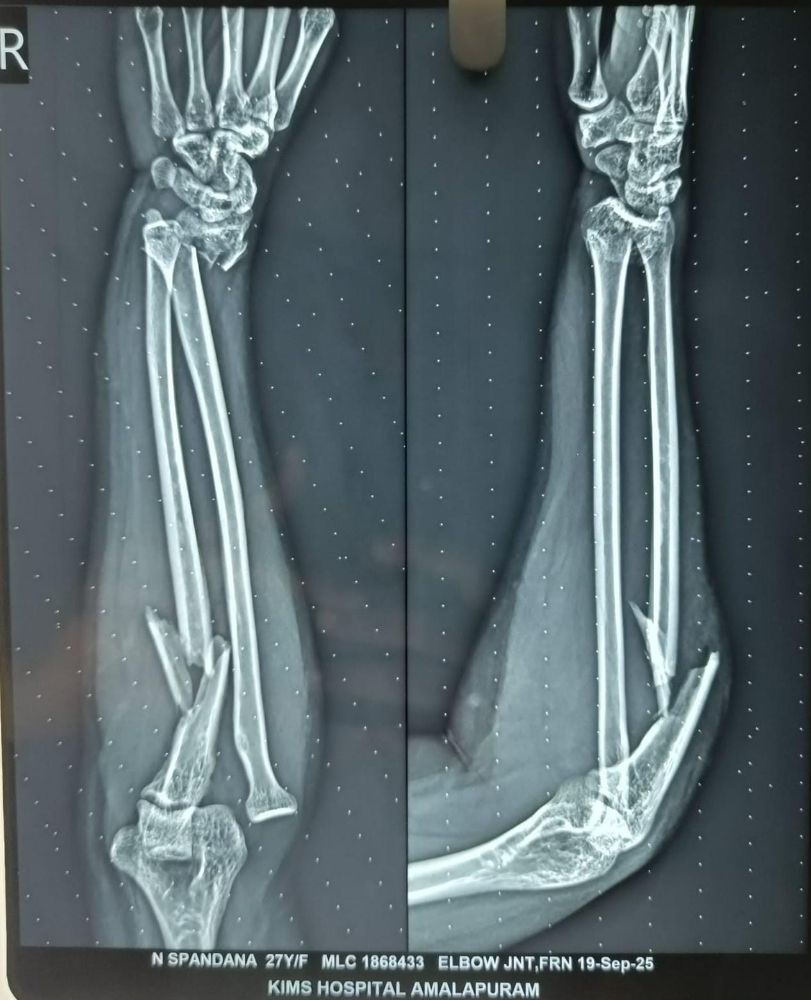 R
N SPANDANA 27Y/F MLC 1868433 ELBOW JNT,FRN 19-Sep-25
KIMS HOSPITAL AMALAPURAM